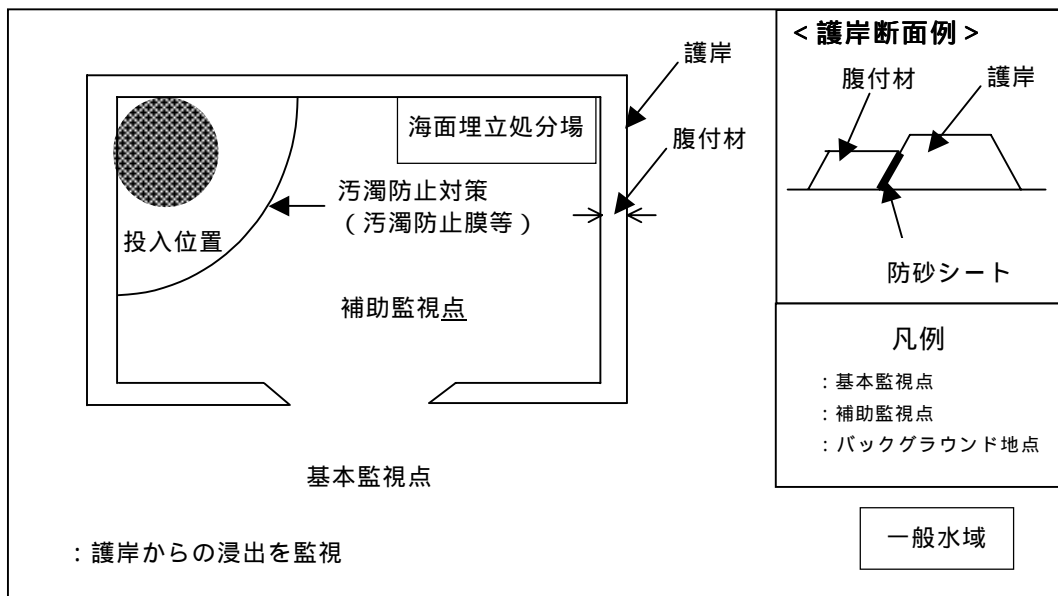 護岸
海面埋立処分場
腹付材
汚濁防止対策
(汚濁防止膜等)
投入位置
補助監視点
基本監視点
:護岸からの浸出を監視
<護岸断面例>
腹付材
護岸
防砂シート
凡例
:基本監視点
:補助監視点
:バックグラウンド地点
一般水域